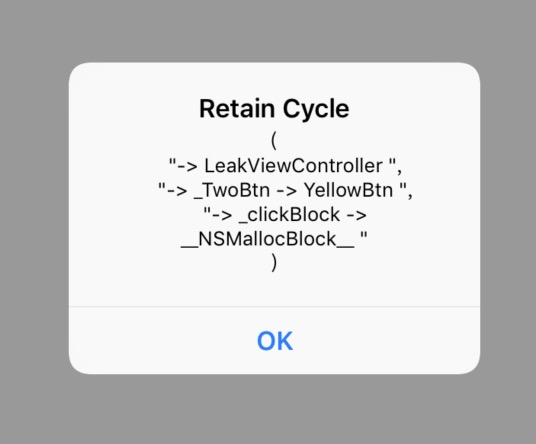 Retain Cycle
(
"-> LeakViewController ",
"-> _TwoBtn -> YellowBtn ",
"-> _clickBlock ->
__NSMallocBlock__ "
)
OK